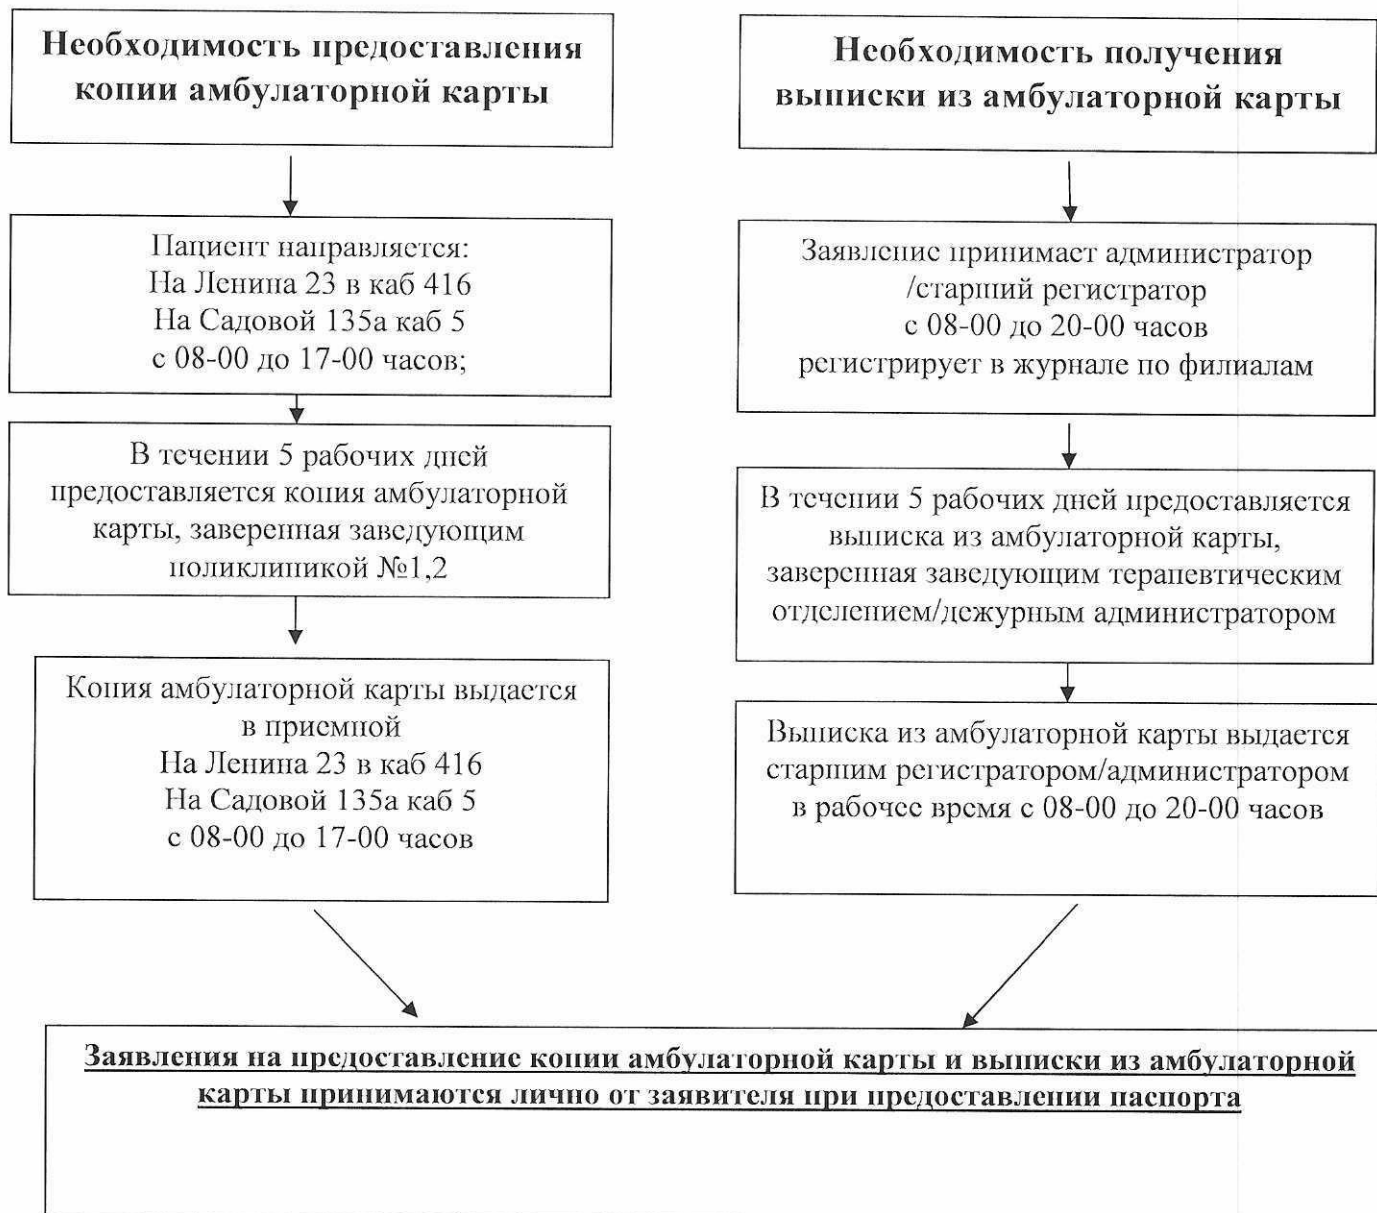 Необходимость предоставления
копии амбулаторной карты
Пациент направляется:
На Ленина 23 в каб 416
На Садовой 135а каб 5
с 08-00 до 17-00 часов;
В течении 5 рабочих дней
предоставляется копия амбулаторной
карты, заверенная заведующим
поликлиникой №1,2
Копия амбулаторной карты выдается
в приемной
На Ленина 23 в каб 416
На Садовой 135а каб 5
с 08-00 до 17-00 часов
Необходимость получения
выписки из амбулаторной карты
Заявление принимает администратор
/старший регистратор
с 08-00 до 20-00 часов
регистрирует в журнале по филиалам
В течении 5 рабочих дней предоставляется
выписка из амбулаторной карты,
заверенная заведующим терапевтическим
отделением/дежурным администратором
Выписка из амбулаторной карты выдается
старшим регистратором/администратором
в рабочее время с 08-00 до 20-00 часов
Заявления на предоставление копии амбулаторной карты и выписки из амбулаторной
карты принимаются лично от заявителя при предоставлении паспорта